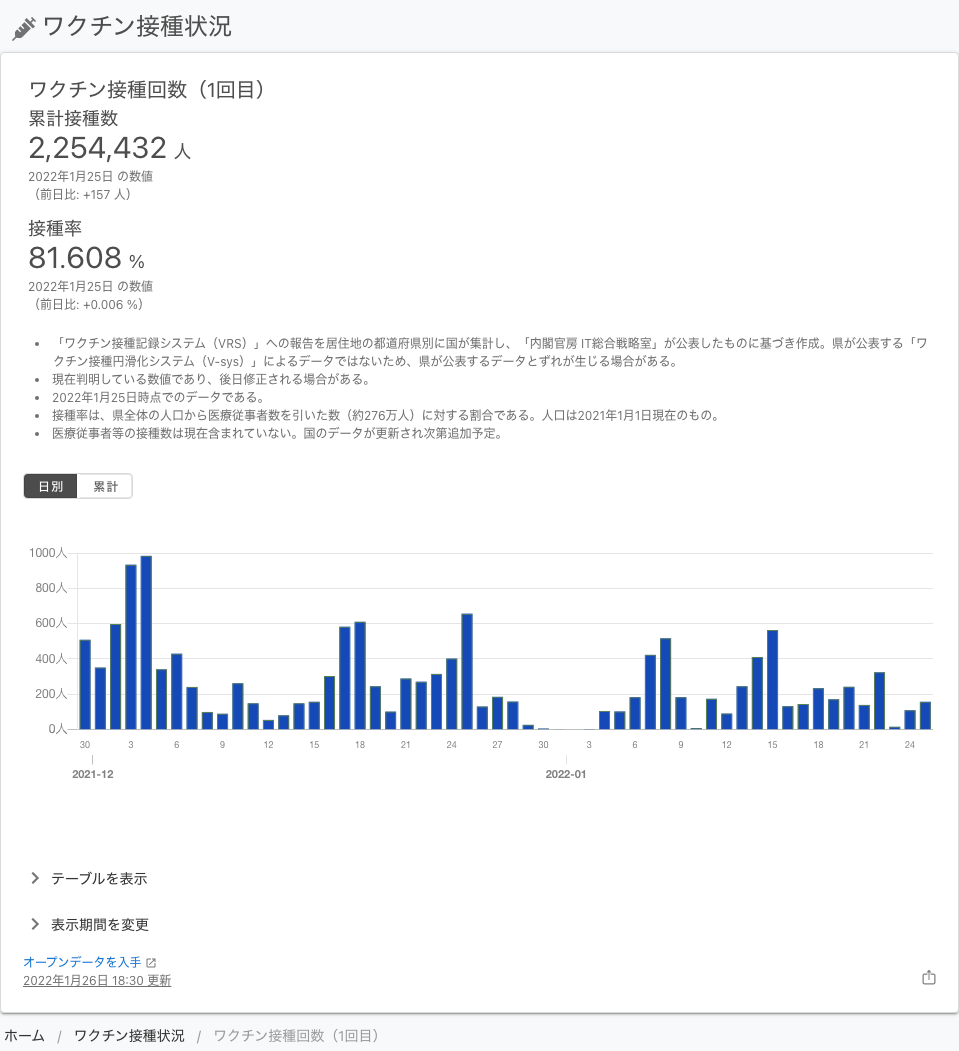 ワクチン接種状況
ワクチン接種回数（1回目）
累計接種数
2,254,432 人
2022年1月25日 の数値
（前日比: +157 人）
接種率
81.608 %
2022年1月25日 の数値
（前日比: +0.006 %）
• 「ワクチン接種記録システム（VRS）」への報告を居住地の都道府県別に国が集計し、「内閣官房 IT総合戦略室」が公表したものに基づき作成。県が公表する「ワ
クチン接種円滑化システム（V-sys）」によるデータではないため、県が公表するデータとずれが生じる場合がある。
• 現在判明している数値であり、後日修正される場合がある。
• 2022年1月25日時点でのデータである。
• 接種率は、県全体の人口から医療従事者数を引いた数（約276万人）に対する割合である。人口は2021年1月1日現在のもの。
• 医療従事者等の接種数は現在含まれていない。国のデータが更新され次第追加予定。
日別 累計
1000人
800人
600人
400人
200人
0人
30 3 6 9 12 15 18 21 24 27 30 3 6 9 12 15 18 21 24
2021-12 2022-01
テーブルを表示
表示期間を変更
オープンデータを入手
2022年1月26日 18:30 更新
ホーム / ワクチン接種状況 / ワクチン接種回数（1回目）